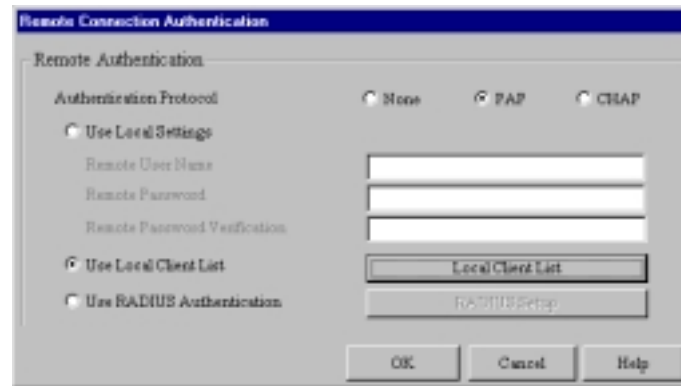 Remote Connection Authentication
Remote Authentication
Authentication Protocol None PAP CHAP
Use Local Settings
Remote User Name
Remote Password
Remote Password Verification
Use Local Client List Local Client List
Use RADIUS Authentication RADIUS Setup
OK Cancel Help